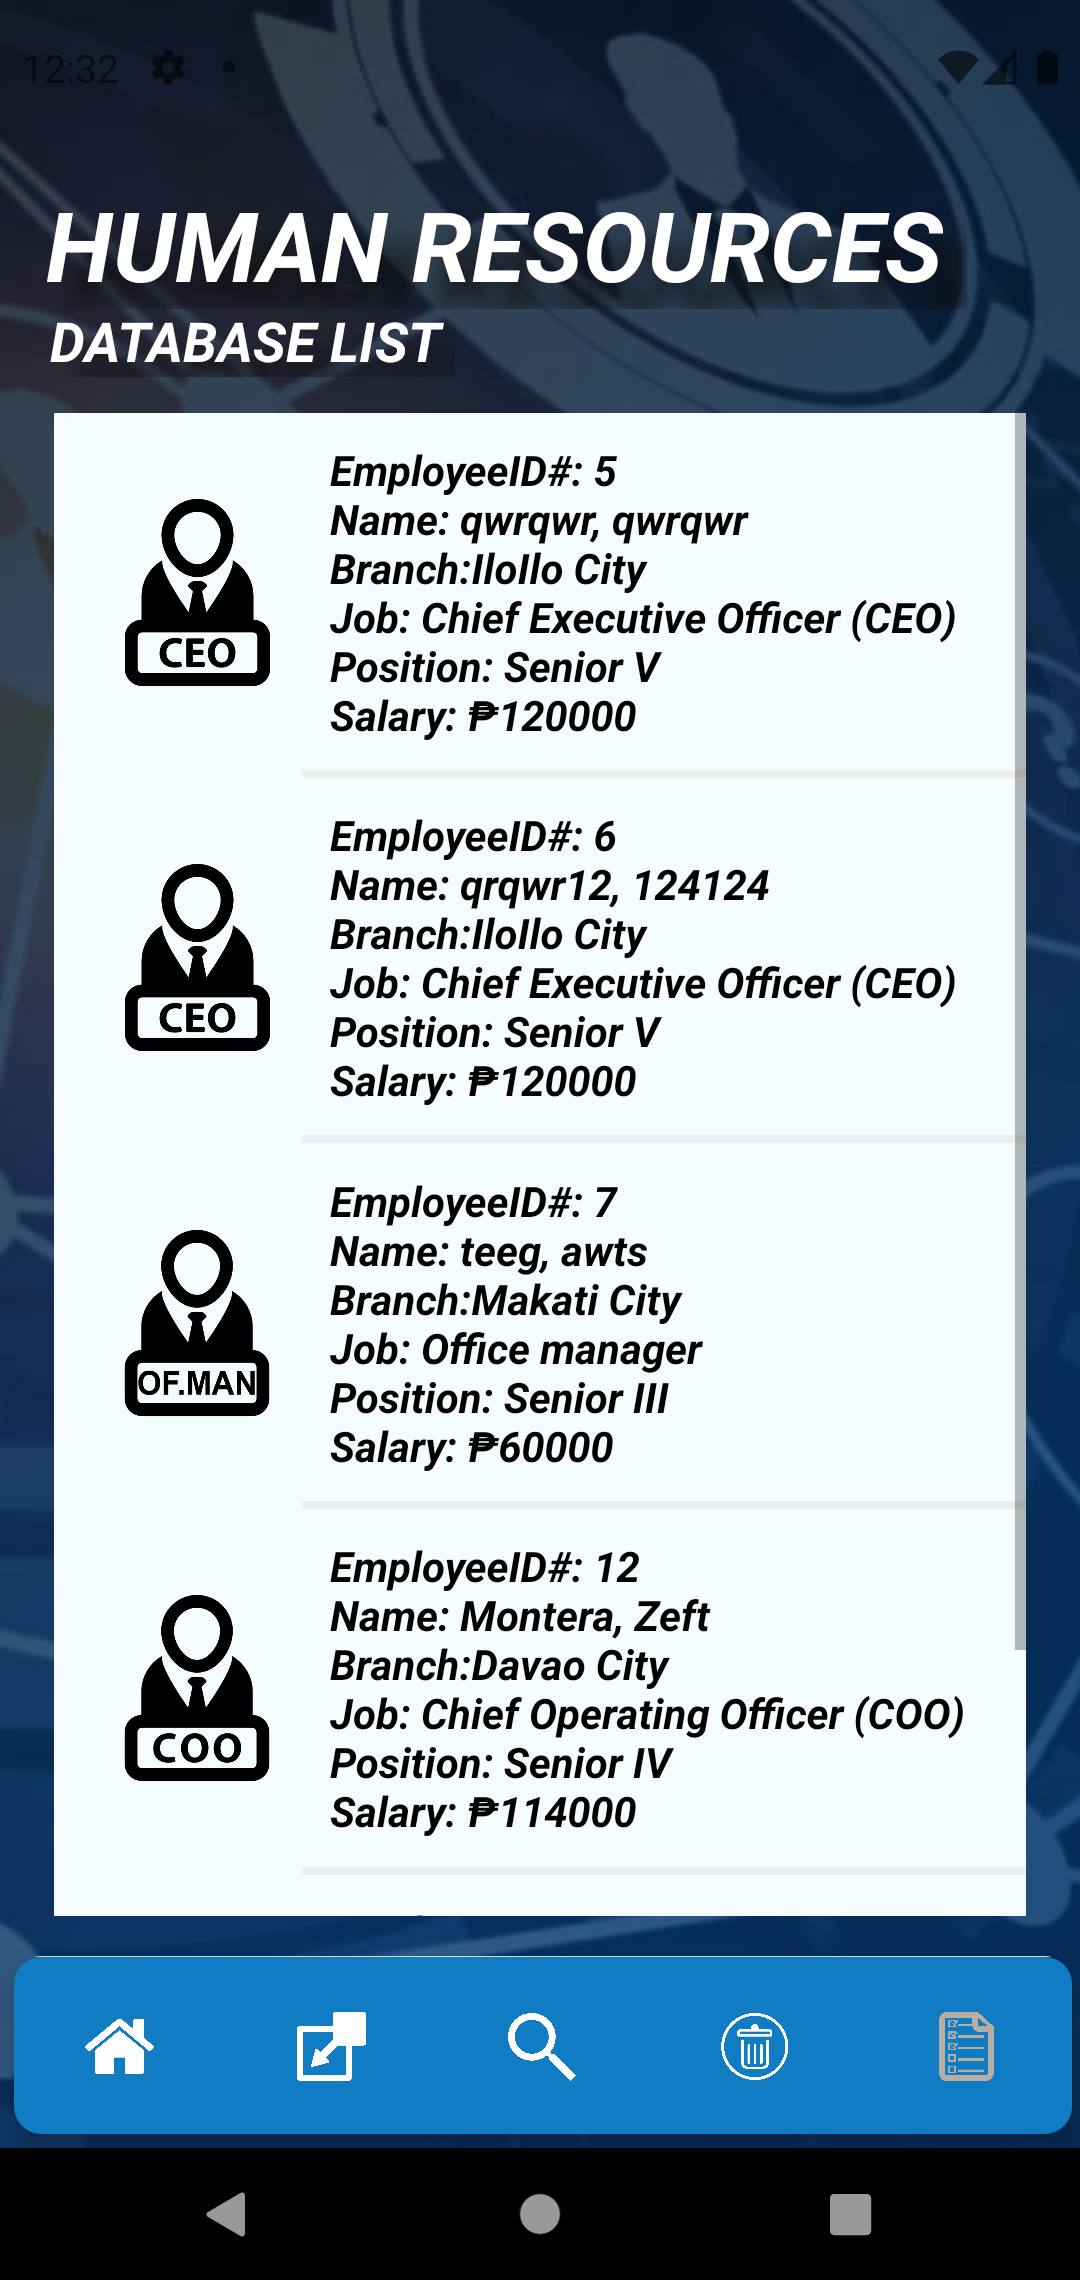 12:32
HUMAN RESOURCES
DATABASE LIST
EmployeeID#: 5
Name: qwrqwr, qwrqwr
Branch:IloIlo City
Job: Chief Executive Officer (CEO)
Position: Senior V
Salary: ₱120000
CEO
EmployeeID#: 6
Name: qrqwr12, 124124
Branch:IloIlo City
Job: Chief Executive Officer (CEO)
Position: Senior V
Salary: ₱120000
CEO
EmployeeID#: 7
Name: teeg, awts
Branch:Makati City
Job: Office manager
Position: Senior III
Salary: ₱60000
OF.MAN
EmployeeID#: 12
Name: Montera, Zeft
Branch:Davao City
Job: Chief Operating Officer (COO)
Position: Senior IV
Salary: ₱114000
COO